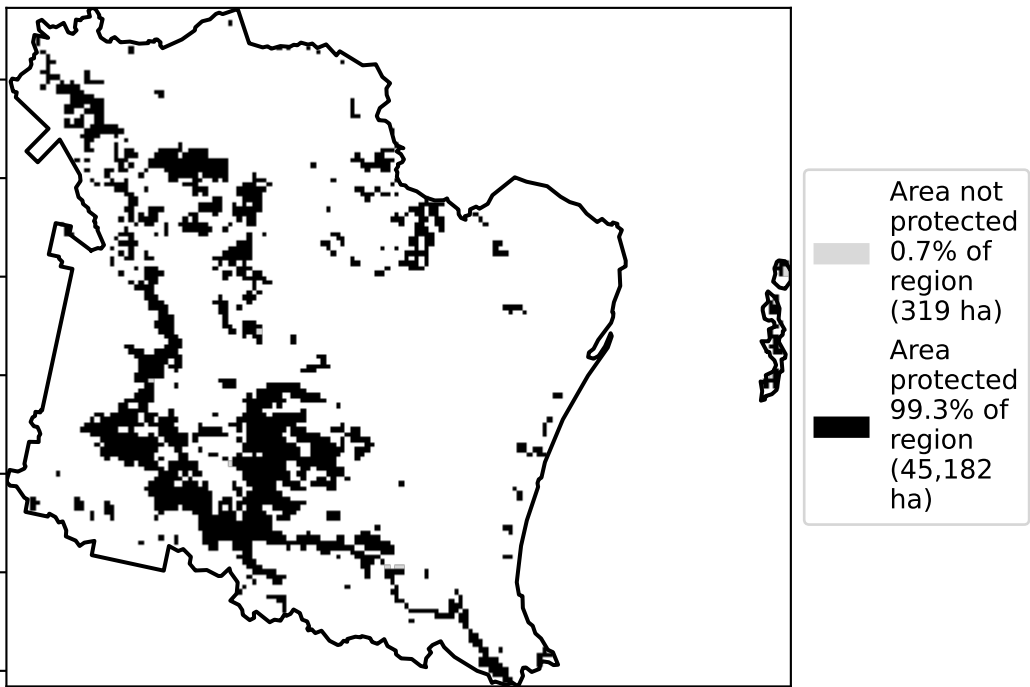 Area not
protected
0.7% of
region
(319 ha)
Area
protected
99.3% of
region
(45,182
ha)